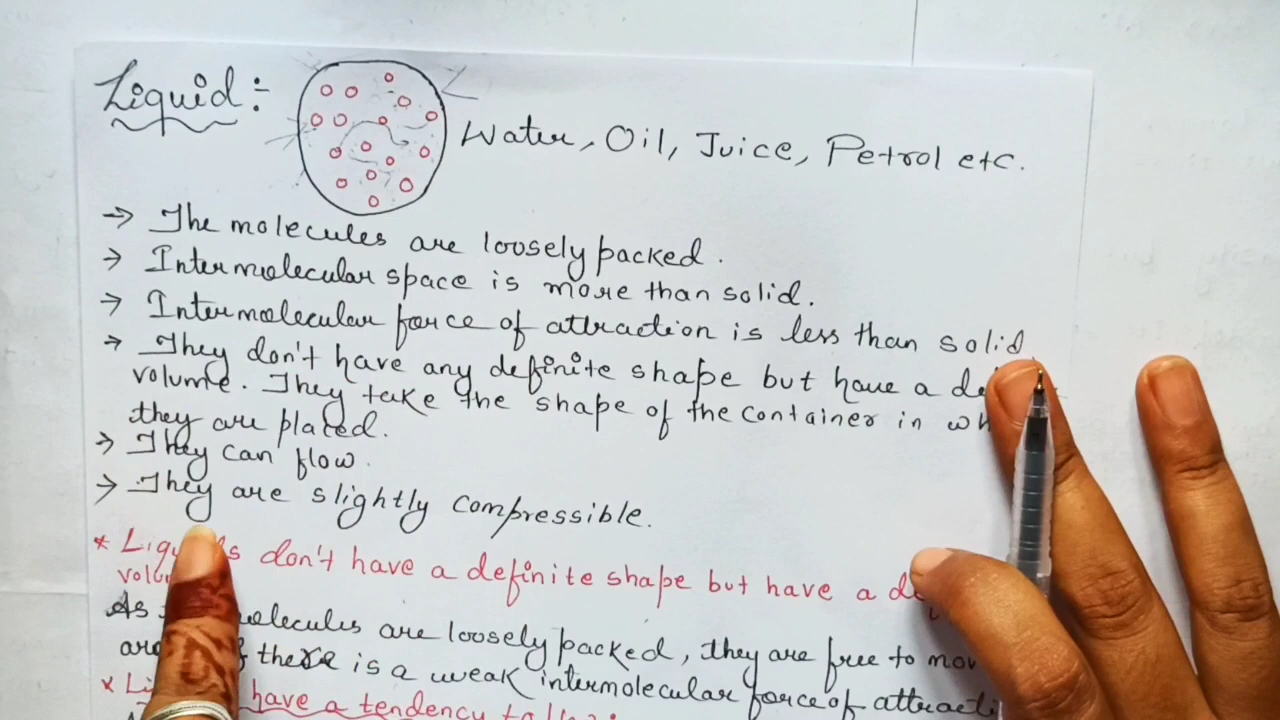 Liquid :-
Water, Oil, Juice, Petrol etc.
→ The molecules are loosely packed.
→ Intermolecular space is more than solid.
→ Intermolecular force of attraction is less than solid
→ They don't have any definite shape but have a
volume. They take the shape of the container in
they are placed.
→ They can flow.
→ They are slightly compressible.
* Liquids don't have a definite shape but have a
As molecules are loosely packed, they are free to
there is a weak intermolecular force of
* have a tendency to